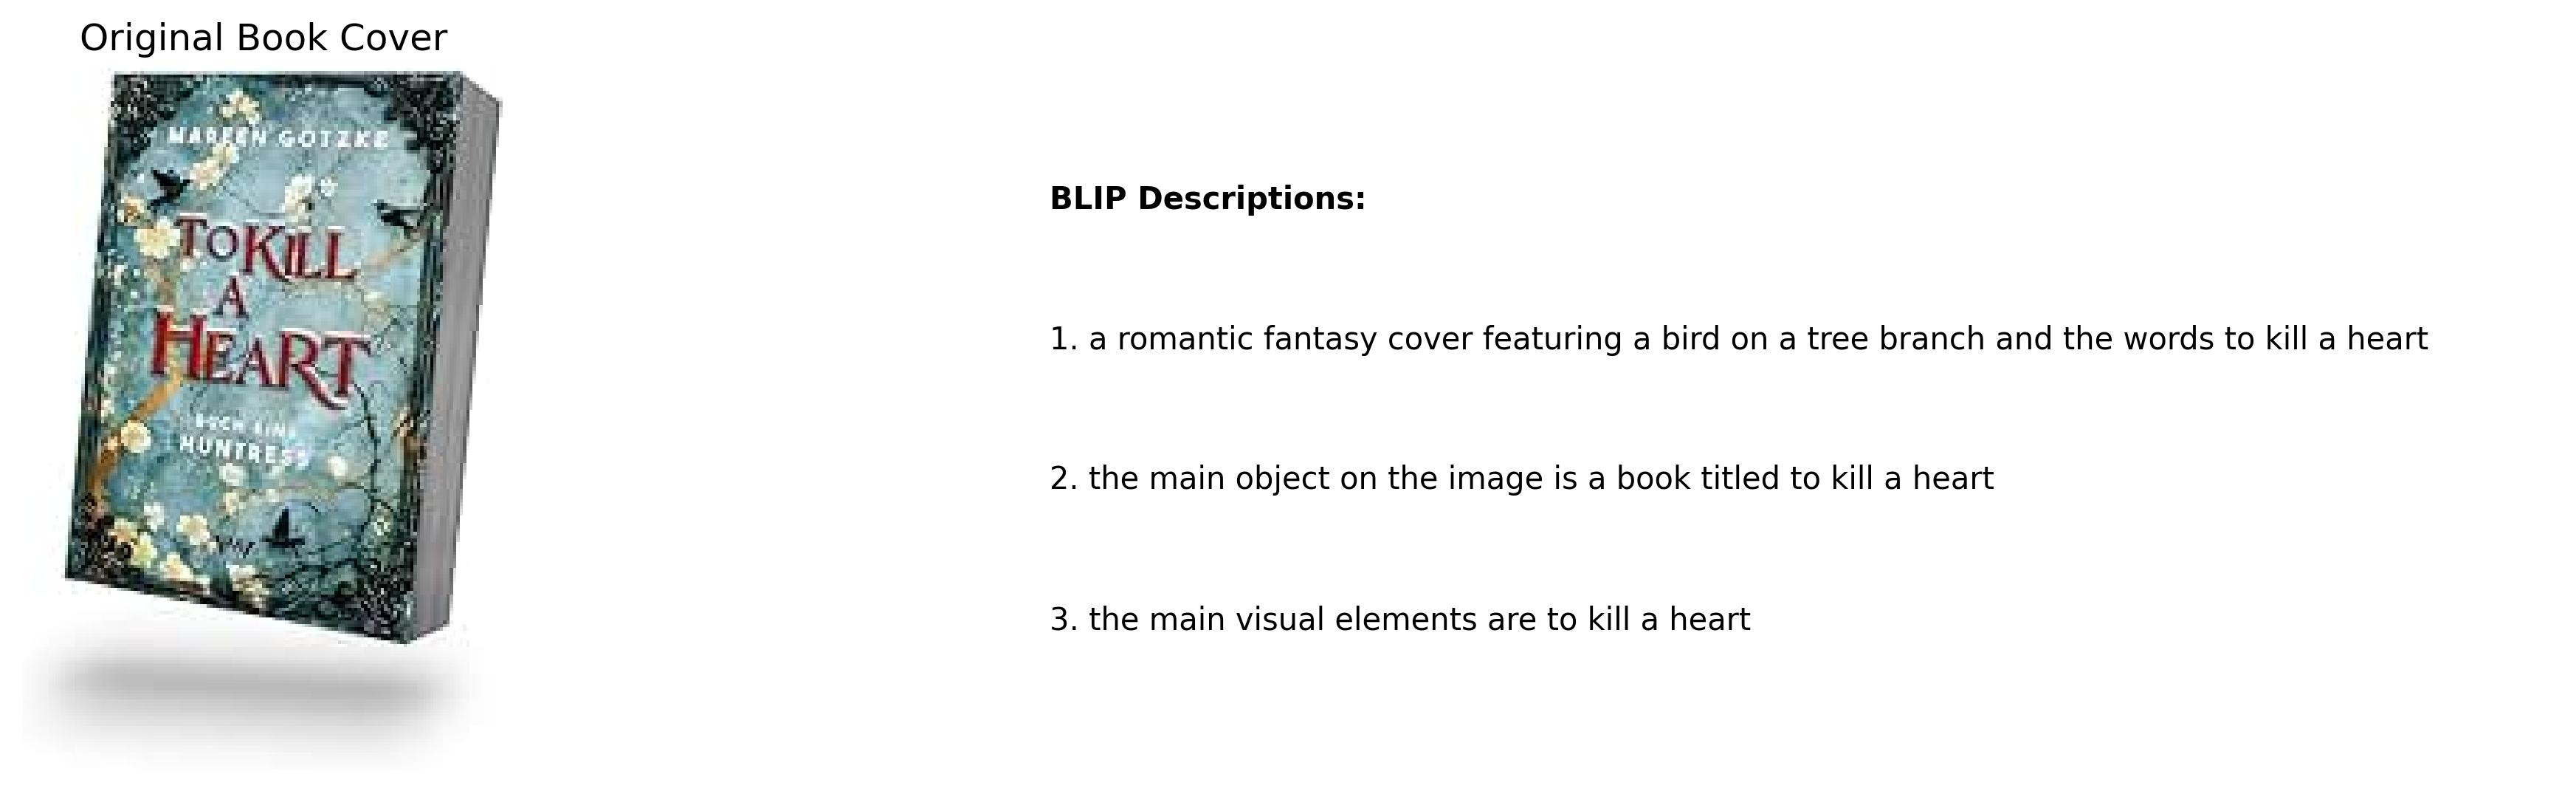 Original Book Cover
MAREEN GOTZKE
TO KILL
A
HEART
BUCH EINS
HUNTRESS
BLIP Descriptions:
1. a romantic fantasy cover featuring a bird on a tree branch and the words to kill a heart
2. the main object on the image is a book titled to kill a heart
3. the main visual elements are to kill a heart